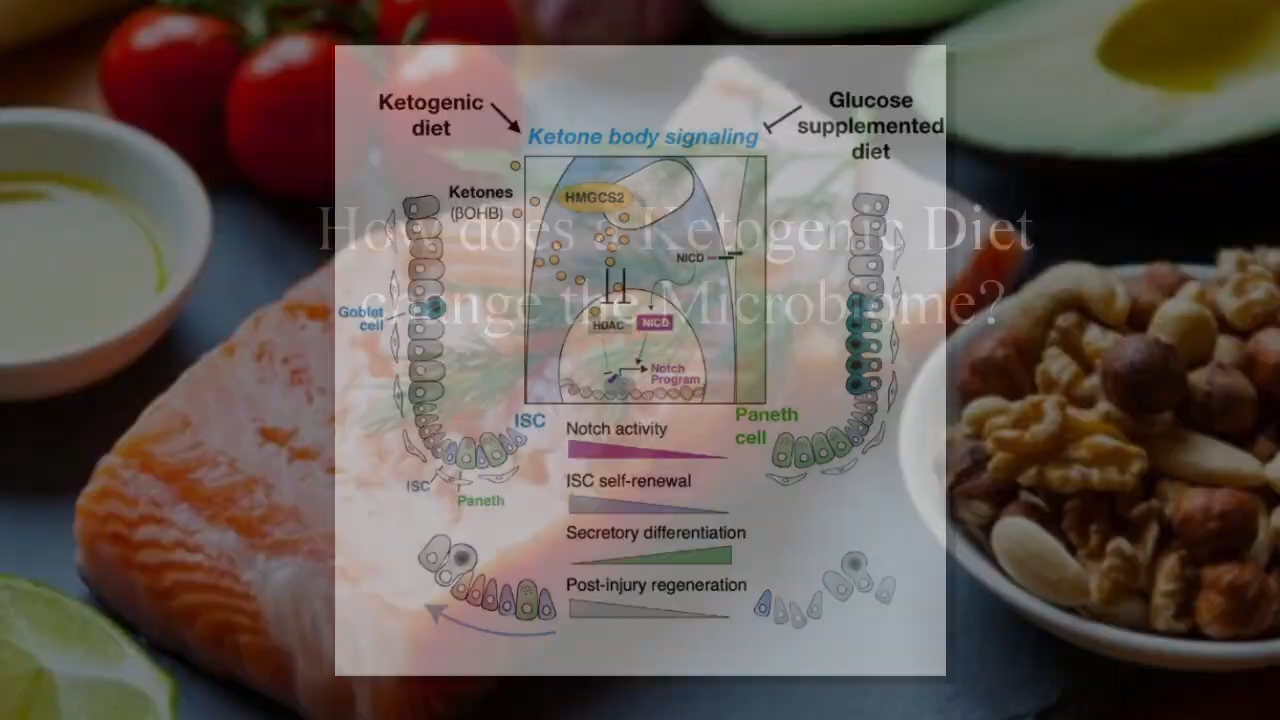 Ketogenic
diet
Glucose
supplemented
diet
Ketone body signaling
Ketones
(βOHB)
HMGCS2
How does a Ketogenic Diet
change the Microbiome?
NICD
Goblet
cell
HDAC
NICD
Notch
Program
ISC
Paneth
cell
Notch activity
ISC
Paneth
ISC self-renewal
Secretory differentiation
Post-injury regeneration